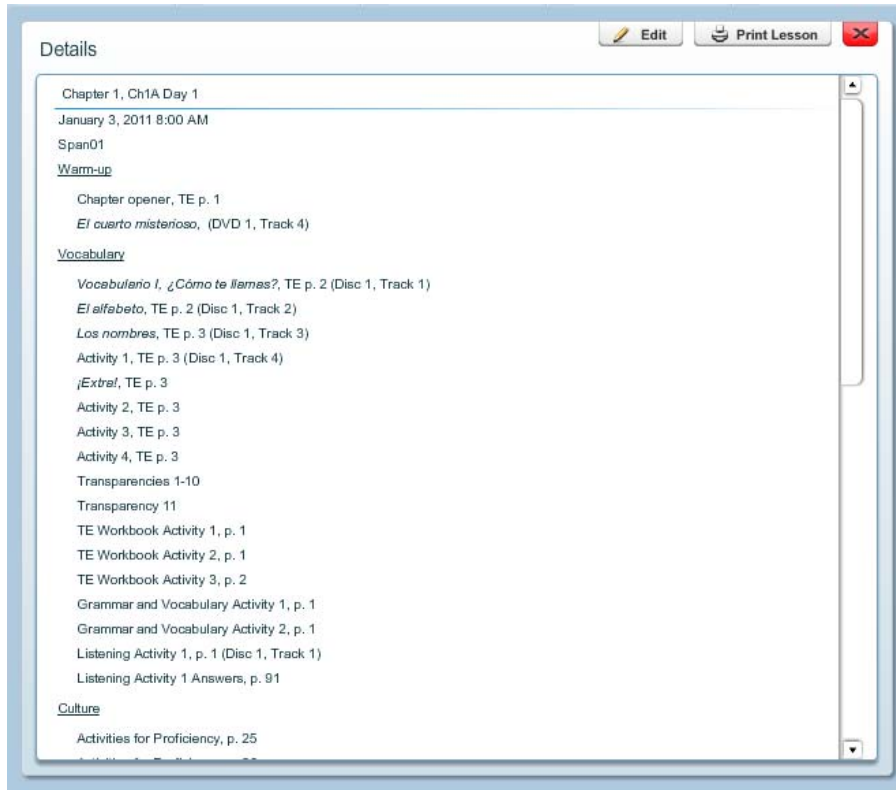 Edit
Print Lesson
Details
Chapter 1, Ch1A Day 1
January 3, 2011 8:00 AM
Span01
Warm-up
Chapter opener, TE p. 1
El cuarto misterioso, (DVD 1, Track 4)
Vocabulary
Vocabulario I, ¿Cómo te llamas?, TE p. 2 (Disc 1, Track 1)
El alfabeto, TE p. 2 (Disc 1, Track 2)
Los nombres, TE p. 3 (Disc 1, Track 3)
Activity 1, TE p. 3 (Disc 1, Track 4)
¡Extra!, TE p. 3
Activity 2, TE p. 3
Activity 3, TE p. 3
Activity 4, TE p. 3
Transparencies 1-10
Transparency 11
TE Workbook Activity 1, p. 1
TE Workbook Activity 2, p. 1
TE Workbook Activity 3, p. 2
Grammar and Vocabulary Activity 1, p. 1
Grammar and Vocabulary Activity 2, p. 1
Listening Activity 1, p. 1 (Disc 1, Track 1)
Listening Activity 1 Answers, p. 91
Culture
Activities for Proficiency, p. 25